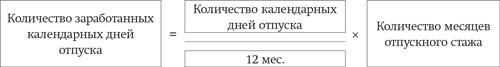 Количество заработанных
календарных дней
отпуска
=
Количество календарных
дней отпуска
12 мес.
×
Количество месяцев
отпускного стажа